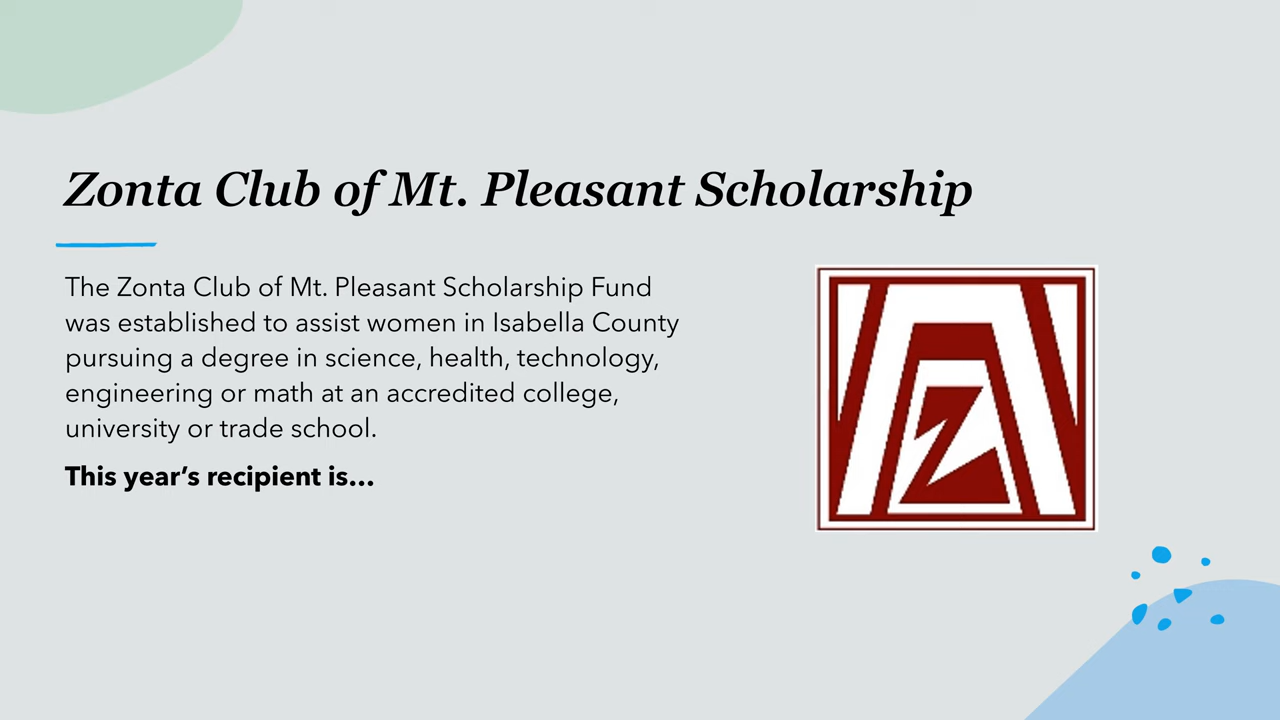 Zonta Club of Mt. Pleasant Scholarship
The Zonta Club of Mt. Pleasant Scholarship Fund
was established to assist women in Isabella County
pursuing a degree in science, health, technology,
engineering or math at an accredited college,
university or trade school.
This year’s recipient is…